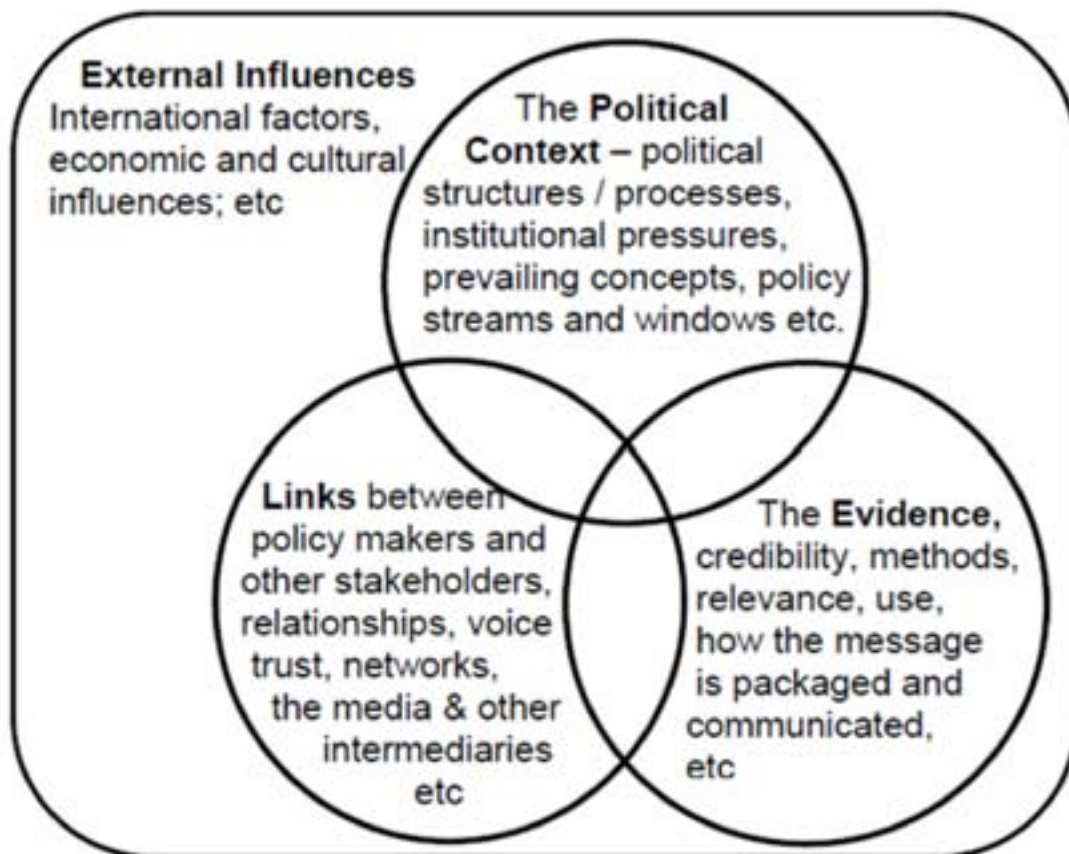 External Influences
International factors,
economic and cultural
influences; etc
The Political
Context – political
structures / processes,
institutional pressures,
prevailing concepts, policy
streams and windows etc.
Links between
policy makers and
other stakeholders,
relationships, voice
trust, networks,
the media & other
intermediaries
etc
The Evidence,
credibility, methods,
relevance, use,
how the message
is packaged and
communicated,
etc